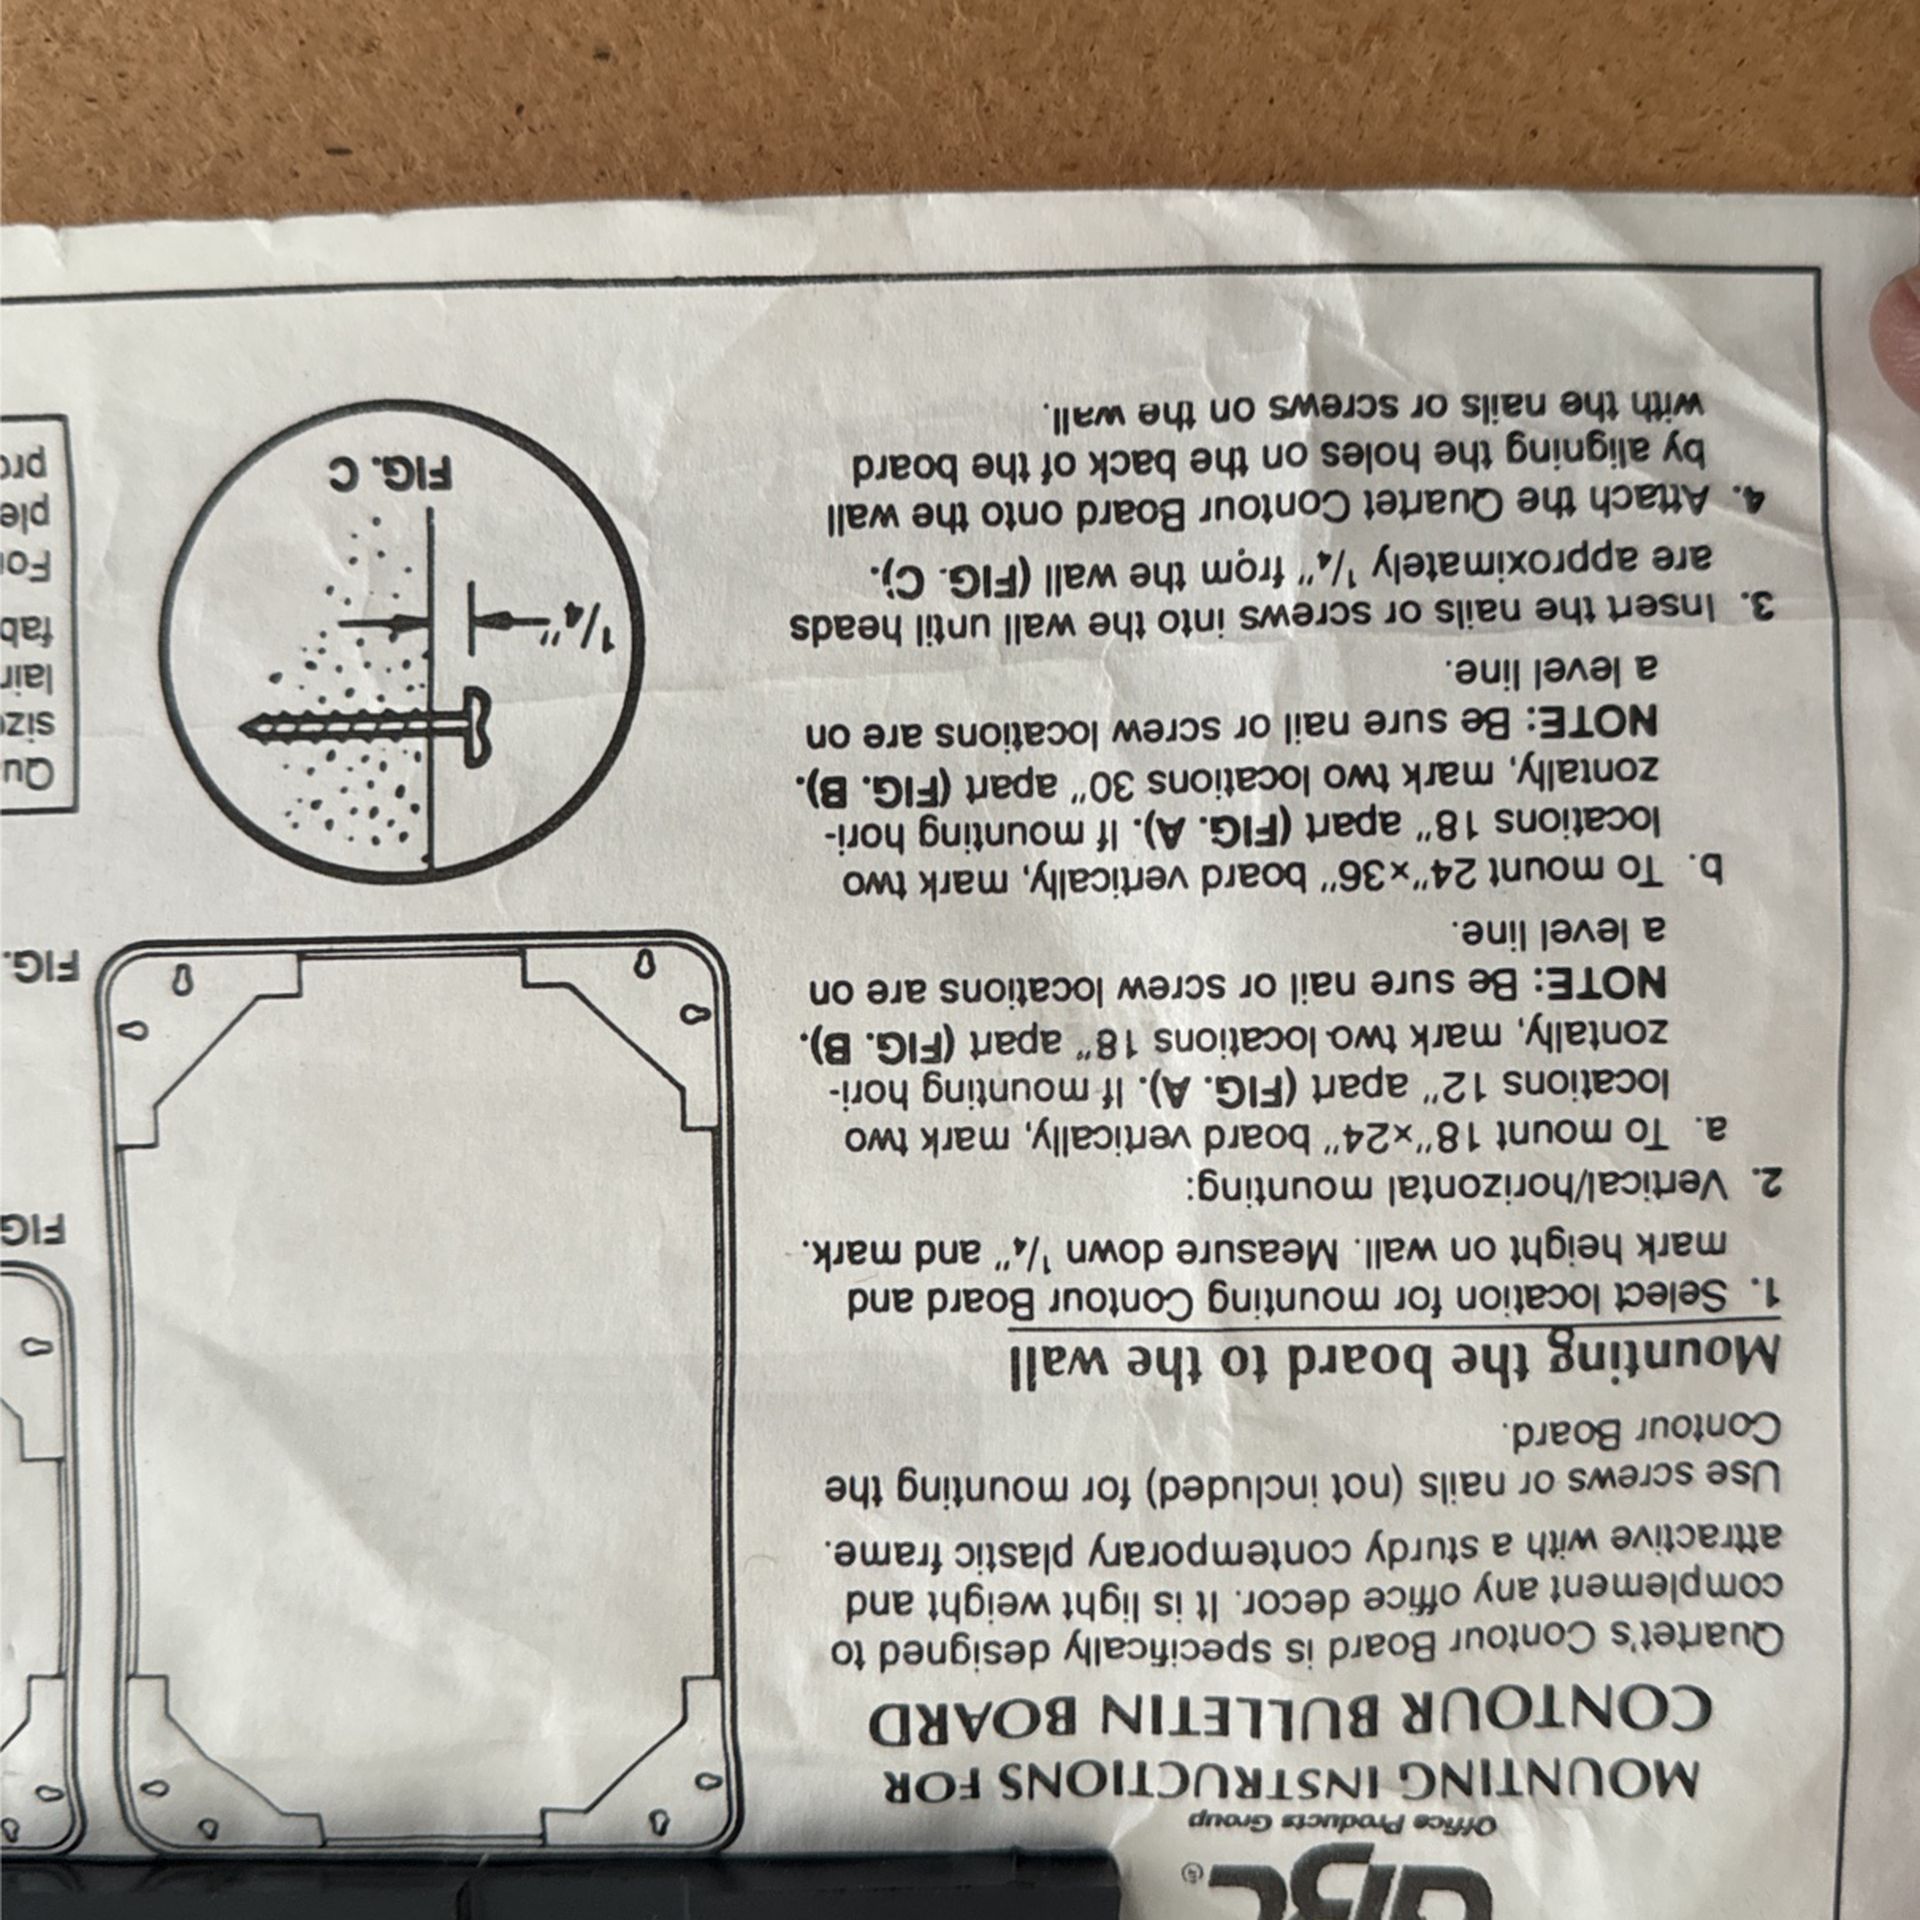 GBC®
Office Products Group
MOUNTING INSTRUCTIONS FOR
CONTOUR BULLETIN BOARD
Quartet's Contour Board is specifically designed to
complement any office decor. It is light weight and
attractive with a sturdy contemporary plastic frame.
Use screws or nails (not included) for mounting the
Contour Board.
Mounting the board to the wall
1. Select location for mounting Contour Board and
mark height on wall. Measure down 1/4" and mark.
2. Vertical/horizontal mounting:
a. To mount 18"x24" board vertically, mark two
locations 12" apart (FIG. A). If mounting hori-
zontally, mark two locations 18" apart (FIG. B).
NOTE: Be sure nail or screw locations are on
a level line.
b. To mount 24"x36" board vertically, mark two
locations 18" apart (FIG. A). If mounting hori-
zontally, mark two locations 30" apart (FIG. B).
NOTE: Be sure nail or screw locations are on
a level line.
3. Insert the nails or screws into the wall until heads
are approximately 1/4" from the wall (FIG. C).
4. Attach the Quartet Contour Board onto the wall
by aligning the holes on the back of the board
with the nails or screws on the wall.
1/4"
FIG. C
FIG
FIG.
Qu
size
lair
fab
For
ple
pro